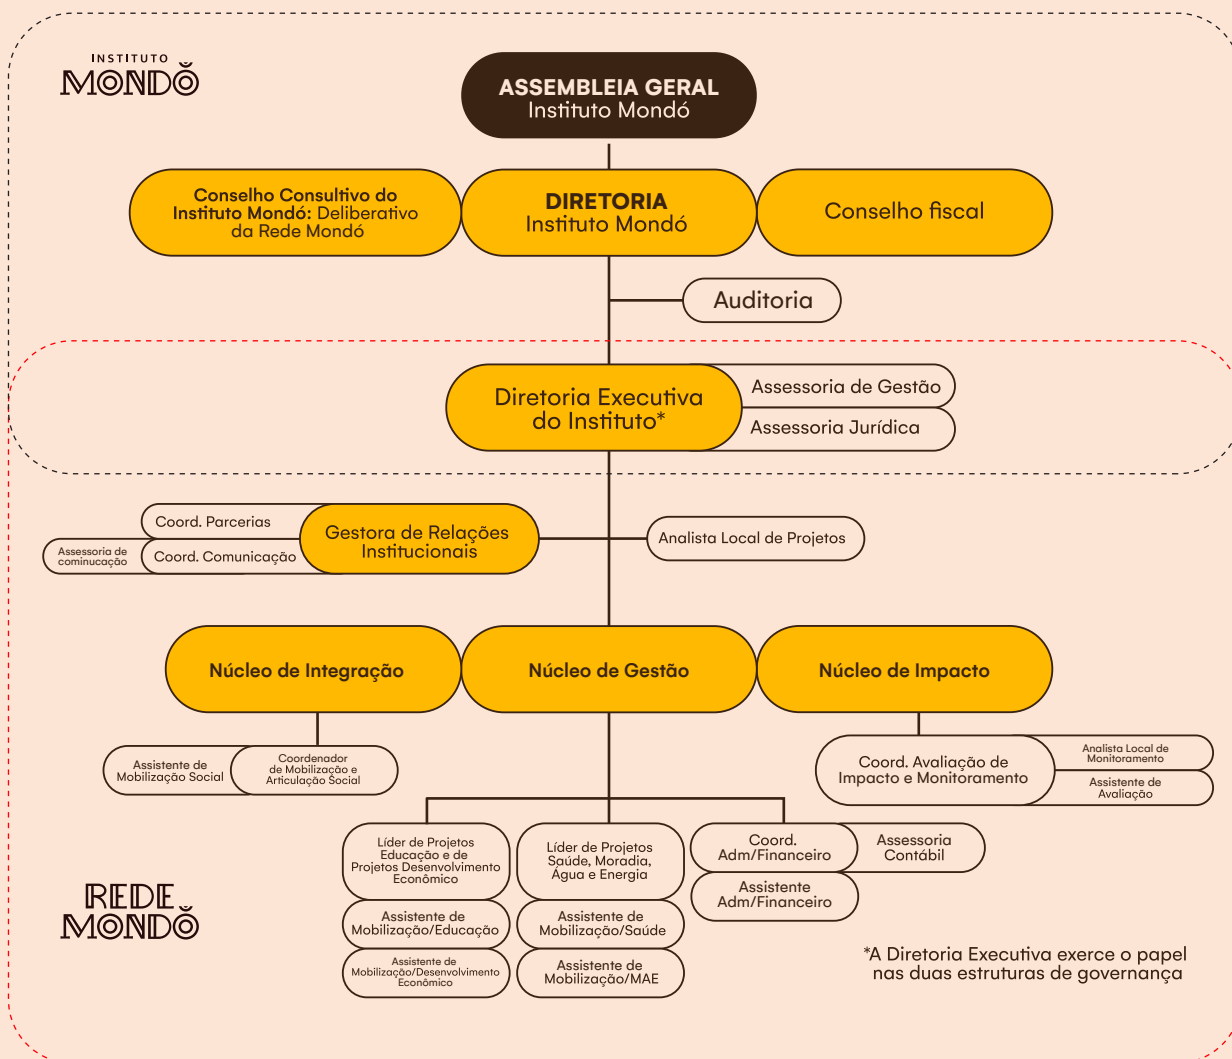 INSTITUTO
MONDÓ
ASSEMBLEIA GERAL
Instituto Mondó
Conselho Consultivo do
Instituto Mondó: Deliberativo
da Rede Mondó
DIRETORIA
Instituto Mondó
Conselho fiscal
Auditoria
Diretoria Executiva
do Instituto*
Assessoria de Gestão
Assessoria Jurídica
Coord. Parcerias
Assessoria de
cominucação
Coord. Comunicação
Gestora de Relações
Institucionais
Analista Local de Projetos
Núcleo de Integração
Núcleo de Gestão
Núcleo de Impacto
Assistente de
Mobilização Social
Coordenador
de Mobilização e
Articulação Social
Coord. Avaliação de
Impacto e Monitoramento
Analista Local de
Monitoramento
Assistente de
Avaliação
Líder de Projetos
Educação e de
Projetos Desenvolvimento
Econômico
Assistente de
Mobilização/Educação
Assistente de
Mobilização/Desenvolvimento
Econômico
Líder de Projetos
Saúde, Moradia,
Água e Energia
Assistente de
Mobilização/Saúde
Assistente de
Mobilização/MAE
Coord.
Adm/Financeiro
Assessoria
Contábil
Assistente
Adm/Financeiro
REDE
MONDÓ
*A Diretoria Executiva exerce o papel
nas duas estruturas de governança